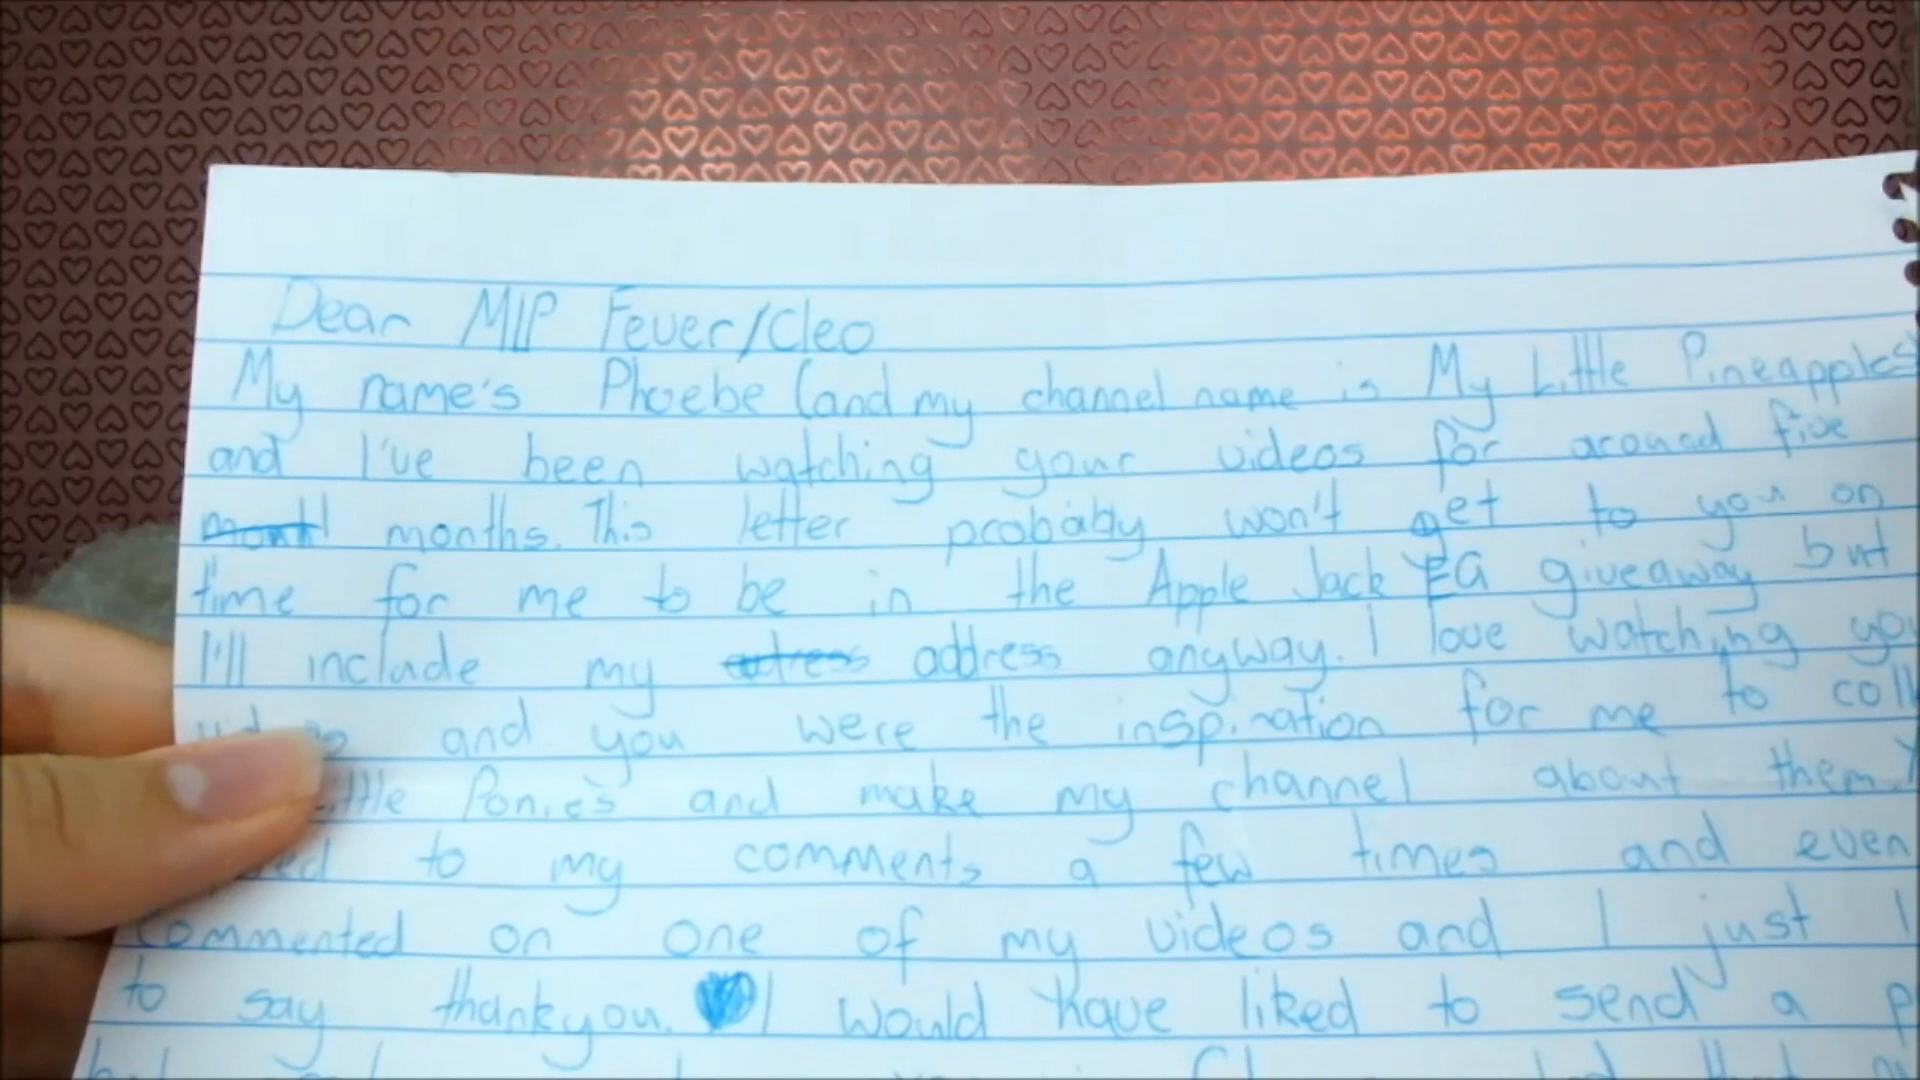 Dear MlP Fever/Cleo
My name's Phoebe (and my channel name is My Little Pineapples)
and I've been watching your videos for around five
months. This letter probably won't get to you on
time for me to be in the Apple Jack EG giveaway but
I'll include my adress address anyway. I love watching
and you were the inspiration for me to
Ponies and make my channel about them.
to my comments a few times and even
commented on one of my videos and I just
to say thankyou. I would have liked to send a